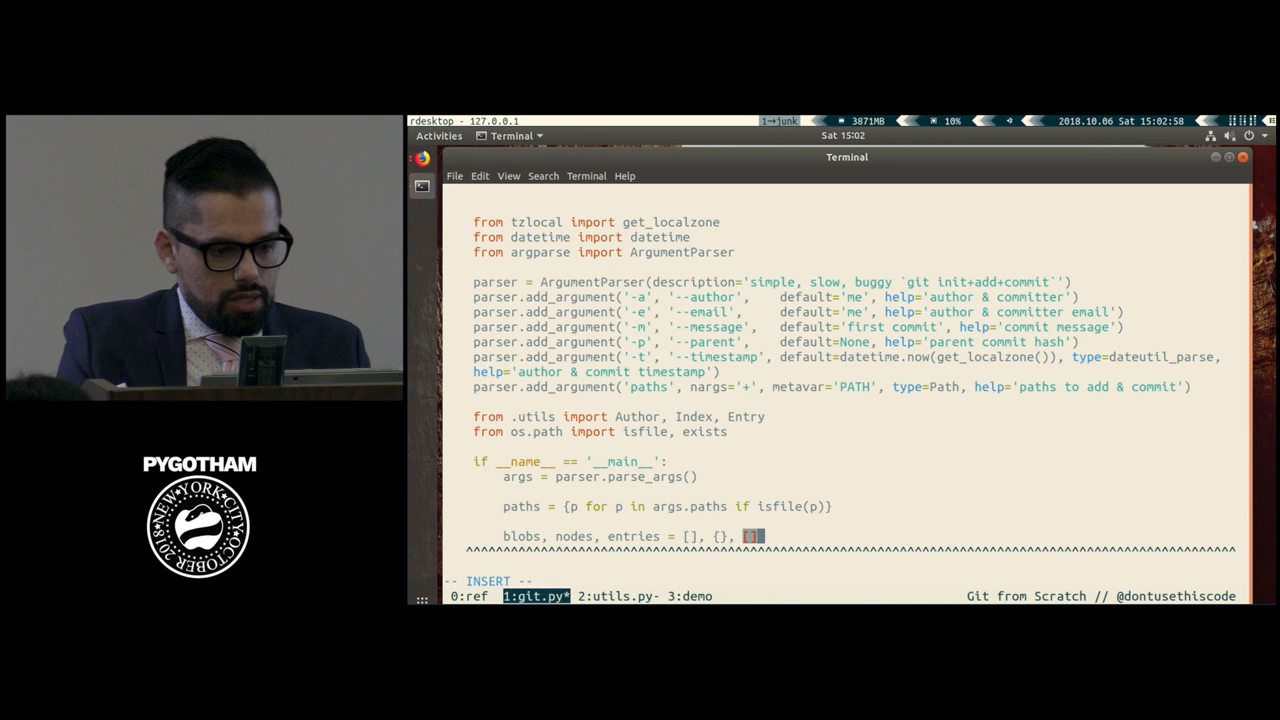 rdesktop - 127.0.0.1
1→junk 3871MB 10% 2018.10.06 Sat 15:02:58
Activities Terminal Sat 15:02
Terminal
File Edit View Search Terminal Help
from tzlocal import get_localzone
from datetime import datetime
from argparse import ArgumentParser
parser = ArgumentParser(description='simple, slow, buggy `git init+add+commit`')
parser.add_argument('-a', '--author', default='me', help='author & committer')
parser.add_argument('-e', '--email', default='me', help='author & committer email')
parser.add_argument('-m', '--message', default='first commit', help='commit message')
parser.add_argument('-p', '--parent', default=None, help='parent commit hash')
parser.add_argument('-t', '--timestamp', default=datetime.now(get_localzone()), type=dateutil_parse,
help='author & commit timestamp')
parser.add_argument('paths', nargs='+', metavar='PATH', type=Path, help='paths to add & commit')
from .utils import Author, Index, Entry
from os.path import isfile, exists
if __name__ == '__main__':
args = parser.parse_args()
paths = {p for p in args.paths if isfile(p)}
blobs, nodes, entries = [], {}, []
^^^^^^^^^^^^^^^^^^^^^^^^^^^^^^^^^^^^^^^^^^^^^^^^^^^^^^^^^^^^^^^^^^^^^^^^^^^^^^^^^^^^^^^^^^^^^^^^^^^^^^^
-- INSERT --
0:ref 1:git.py* 2:utils.py- 3:demo Git from Scratch // @dontusethiscode
PYGOTHAM
NEW YORK CITY OCTOBER 2018